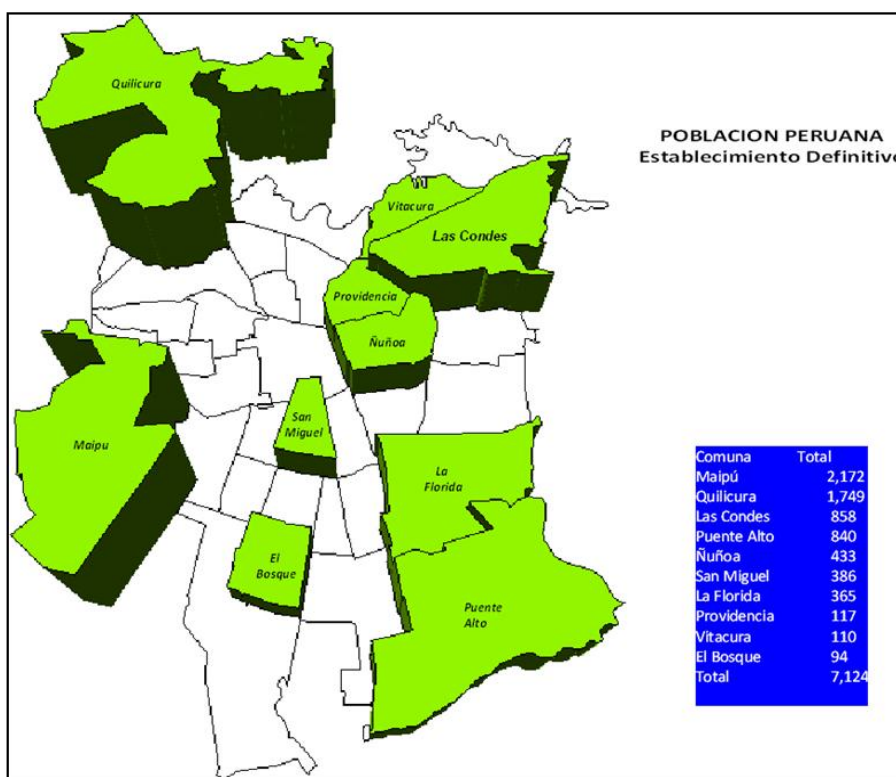 Quilicura
POBLACION PERUANA
Establecimiento Definitivo
Vitacura
Las Condes
Providencia
Ñuñoa
San
Miguel
Maipu
La
Florida
El
Bosque
Puente
Alto
Comuna Total
Maipú 2,172
Quilicura 1,749
Las Condes 858
Puente Alto 840
Ñuñoa 433
San Miguel 386
La Florida 365
Providencia 117
Vitacura 110
El Bosque 94
Total 7,124